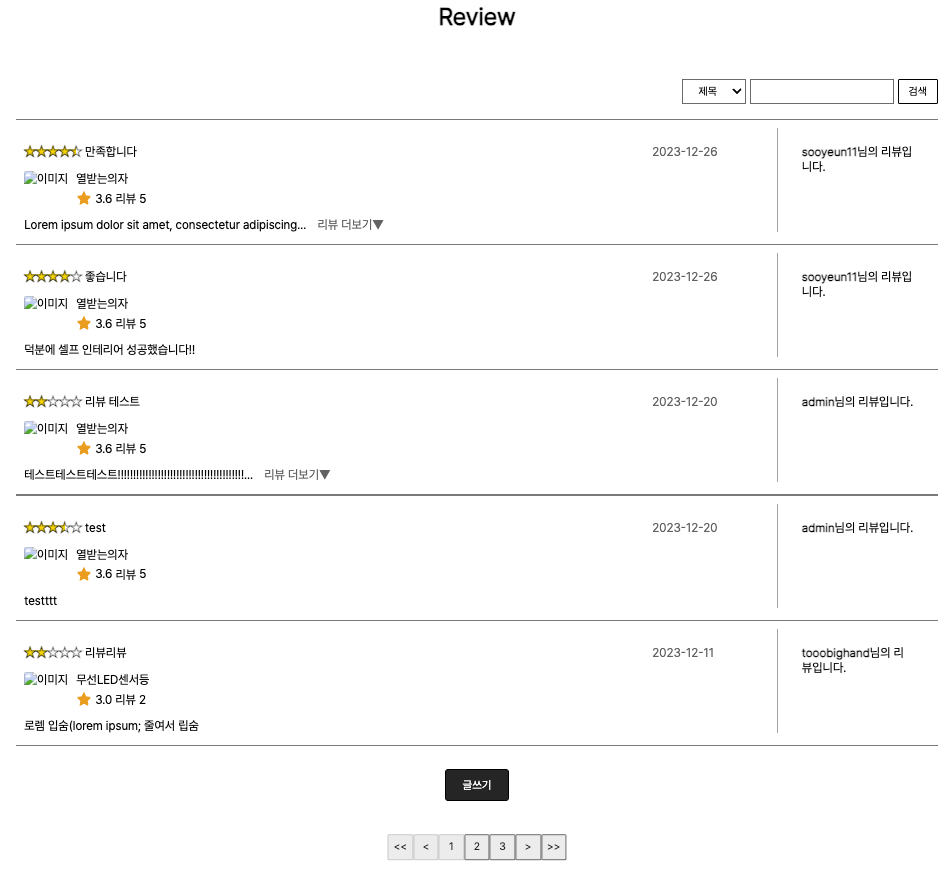 Review
제목 검색
만족합니다 2023-12-26 sooyeun11님의 리뷰입
니다.
이미지 열받는의자
3.6 리뷰 5
Lorem ipsum dolor sit amet, consectetur adipiscing... 리뷰 더보기▼
좋습니다 2023-12-26 sooyeun11님의 리뷰입
니다.
이미지 열받는의자
3.6 리뷰 5
덕분에 셀프 인테리어 성공했습니다!!
리뷰 테스트 2023-12-20 admin님의 리뷰입니다.
이미지 열받는의자
3.6 리뷰 5
테스트테스트테스트!!!!!!!!!!!!!!!!!!!!!!!!!!!!!!!!!!!!!!!!!... 리뷰 더보기▼
test 2023-12-20 admin님의 리뷰입니다.
이미지 열받는의자
3.6 리뷰 5
testttt
리뷰리뷰 2023-12-11 tooobighand님의 리
뷰입니다.
이미지 무선LED센서등
3.0 리뷰 2
로렘 입숨(lorem ipsum; 줄여서 립숨
글쓰기
<< < 1 2 3 > >>